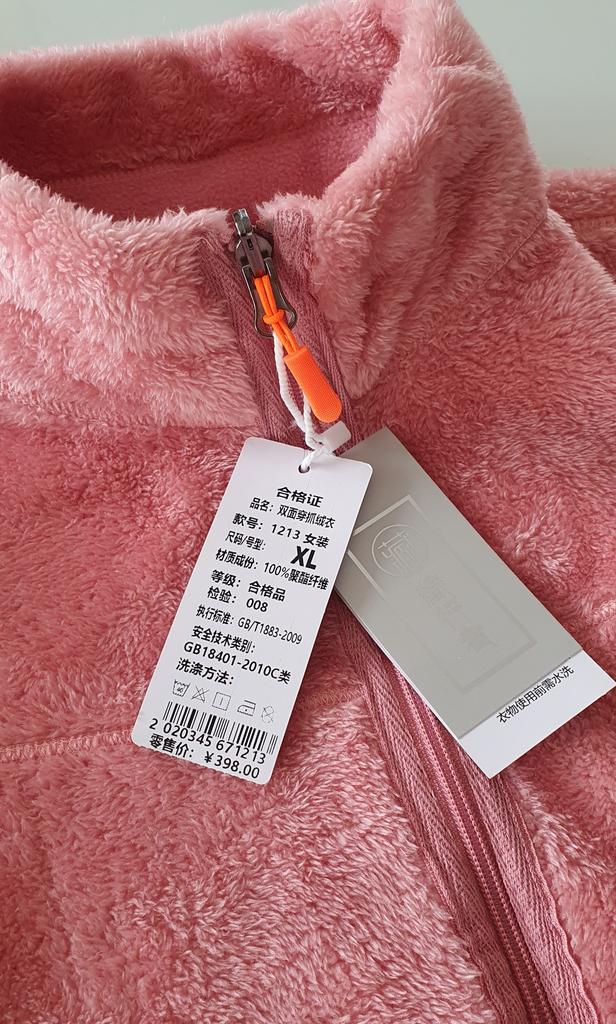 合格证
品名：双面穿抓绒衣
款号：1213 女装
尺码/号型： XL
材质成份：100%聚酯纤维
等级：合格品
检验：008
执行标准：GB/T1883-2009
安全技术类别：
GB18401-2010C类
洗涤方法：
2 020345 671213
零售价：￥398.00
衣物使用前需水洗